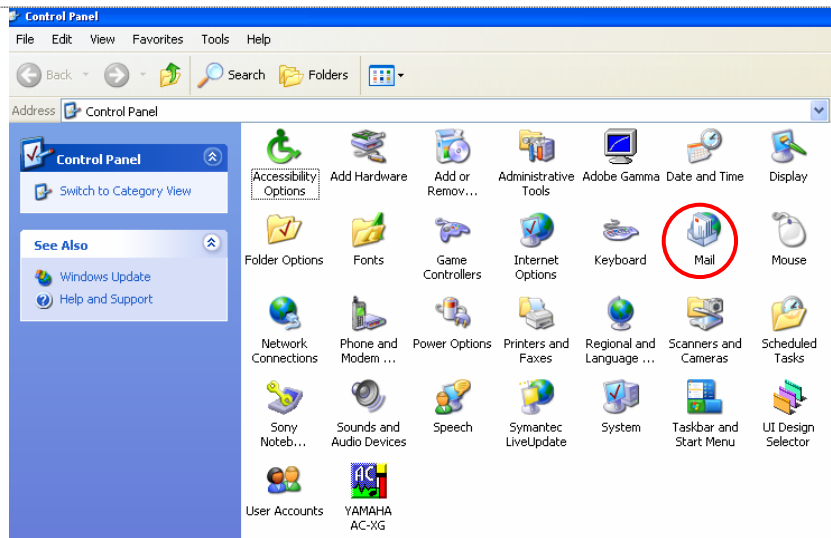 Control Panel
File Edit View Favorites Tools Help
Back Search Folders
Address Control Panel
Control Panel
Switch to Category View
See Also
Windows Update
Help and Support
Accessibility Options
Add Hardware
Add or Remov...
Administrative Tools
Adobe Gamma
Date and Time
Display
Folder Options
Fonts
Game Controllers
Internet Options
Keyboard
Mail
Mouse
Network Connections
Phone and Modem ...
Power Options
Printers and Faxes
Regional and Language ...
Scanners and Cameras
Scheduled Tasks
Sony Noteb...
Sounds and Audio Devices
Speech
Symantec LiveUpdate
System
Taskbar and Start Menu
UI Design Selector
User Accounts
AC
YAMAHA AC-XG